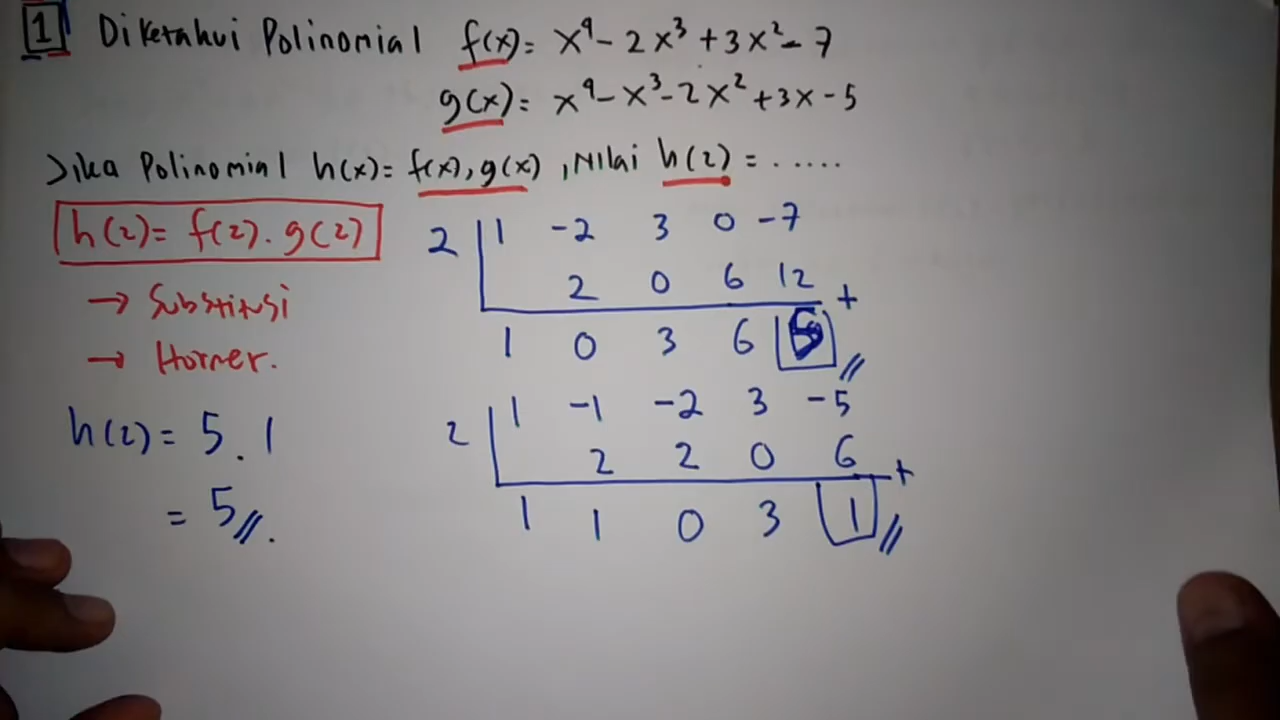 1 Diketahui Polinomial f(x) = x⁴ - 2x³ + 3x² - 7
g(x) = x⁴ - x³ - 2x² + 3x - 5
Jika Polinomial h(x) = f(x), g(x), Nilai h(2) = .....
h(2) = f(2) . g(2)
→ Substinsi
→ Horner.
h(2) = 5 . 1
= 5 //.
2 | 1 -2 3 0 -7
2 0 6 12 +
1 0 3 6 5 //
2 | 1 -1 -2 3 -5
2 2 0 6 +
1 1 0 3 1 //